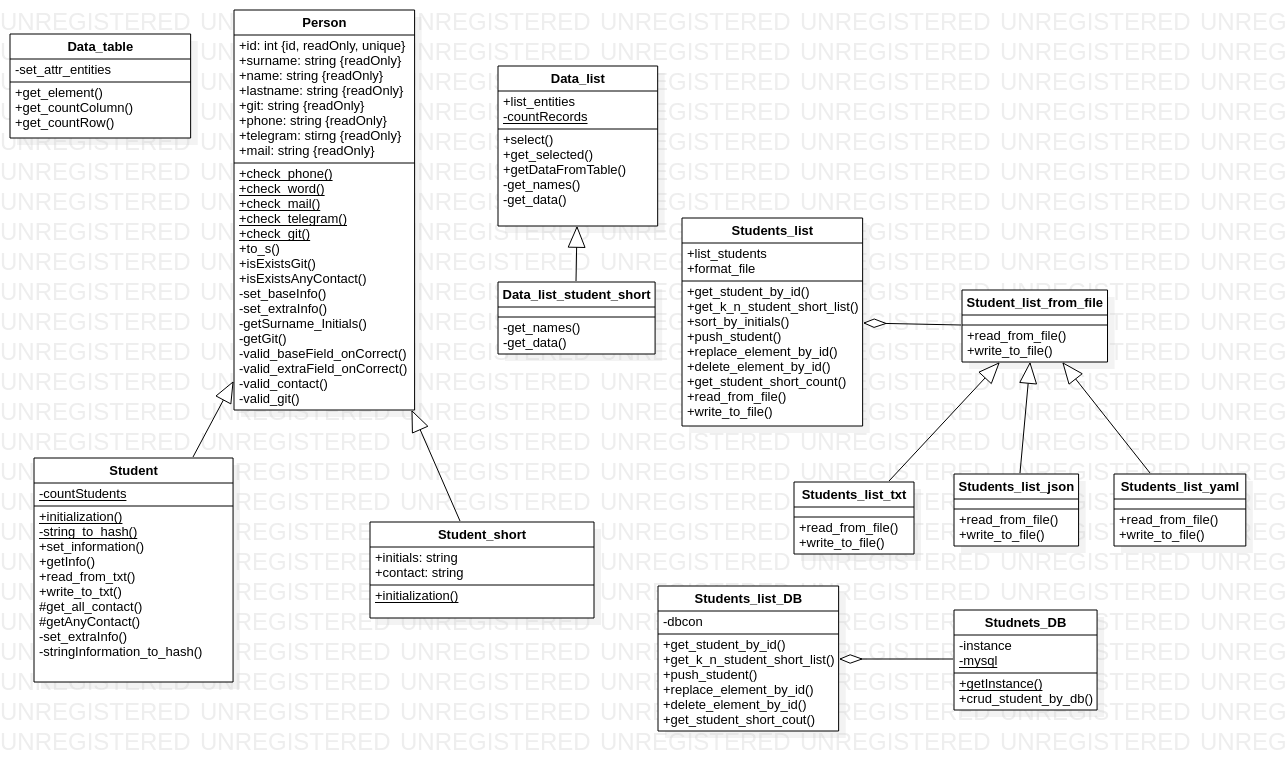 Data_table
-set_attr_entities
+get_element()
+get_countColumn()
+get_countRow()
Person
+id: int {id, readOnly, unique}
+surname: string {readOnly}
+name: string {readOnly}
+lastname: string {readOnly}
+git: string {readOnly}
+phone: string {readOnly}
+telegram: stirng {readOnly}
+mail: string {readOnly}
+check_phone()
+check_word()
+check_mail()
+check_telegram()
+check_git()
+to_s()
+isExistsGit()
+isExistsAnyContact()
-set_baseInfo()
-set_extraInfo()
-getSurname_Initials()
-getGit()
-valid_baseField_onCorrect()
-valid_extraField_onCorrect()
-valid_contact()
-valid_git()
Data_list
+list_entities
-countRecords
+select()
+get_selected()
+getDataFromTable()
-get_names()
-get_data()
Data_list_student_short
-get_names()
-get_data()
Students_list
+list_students
+format_file
+get_student_by_id()
+get_k_n_student_short_list()
+sort_by_initials()
+push_student()
+replace_element_by_id()
+delete_element_by_id()
+get_student_short_count()
+read_from_file()
+write_to_file()
Student_list_from_file
+read_from_file()
+write_to_file()
Student
-countStudents
+initialization()
-string_to_hash()
+set_information()
+getInfo()
+read_from_txt()
+write_to_txt()
#get_all_contact()
#getAnyContact()
-set_extraInfo()
-stringInformation_to_hash()
Student_short
+initials: string
+contact: string
+initialization()
Students_list_txt
+read_from_file()
+write_to_file()
Students_list_json
+read_from_file()
+write_to_file()
Students_list_yaml
+read_from_file()
+write_to_file()
Students_list_DB
-dbcon
+get_student_by_id()
+get_k_n_student_short_list()
+push_student()
+replace_element_by_id()
+delete_element_by_id()
+get_student_short_cout()
Studnets_DB
-instance
-mysql
+getInstance()
+crud_student_by_db()